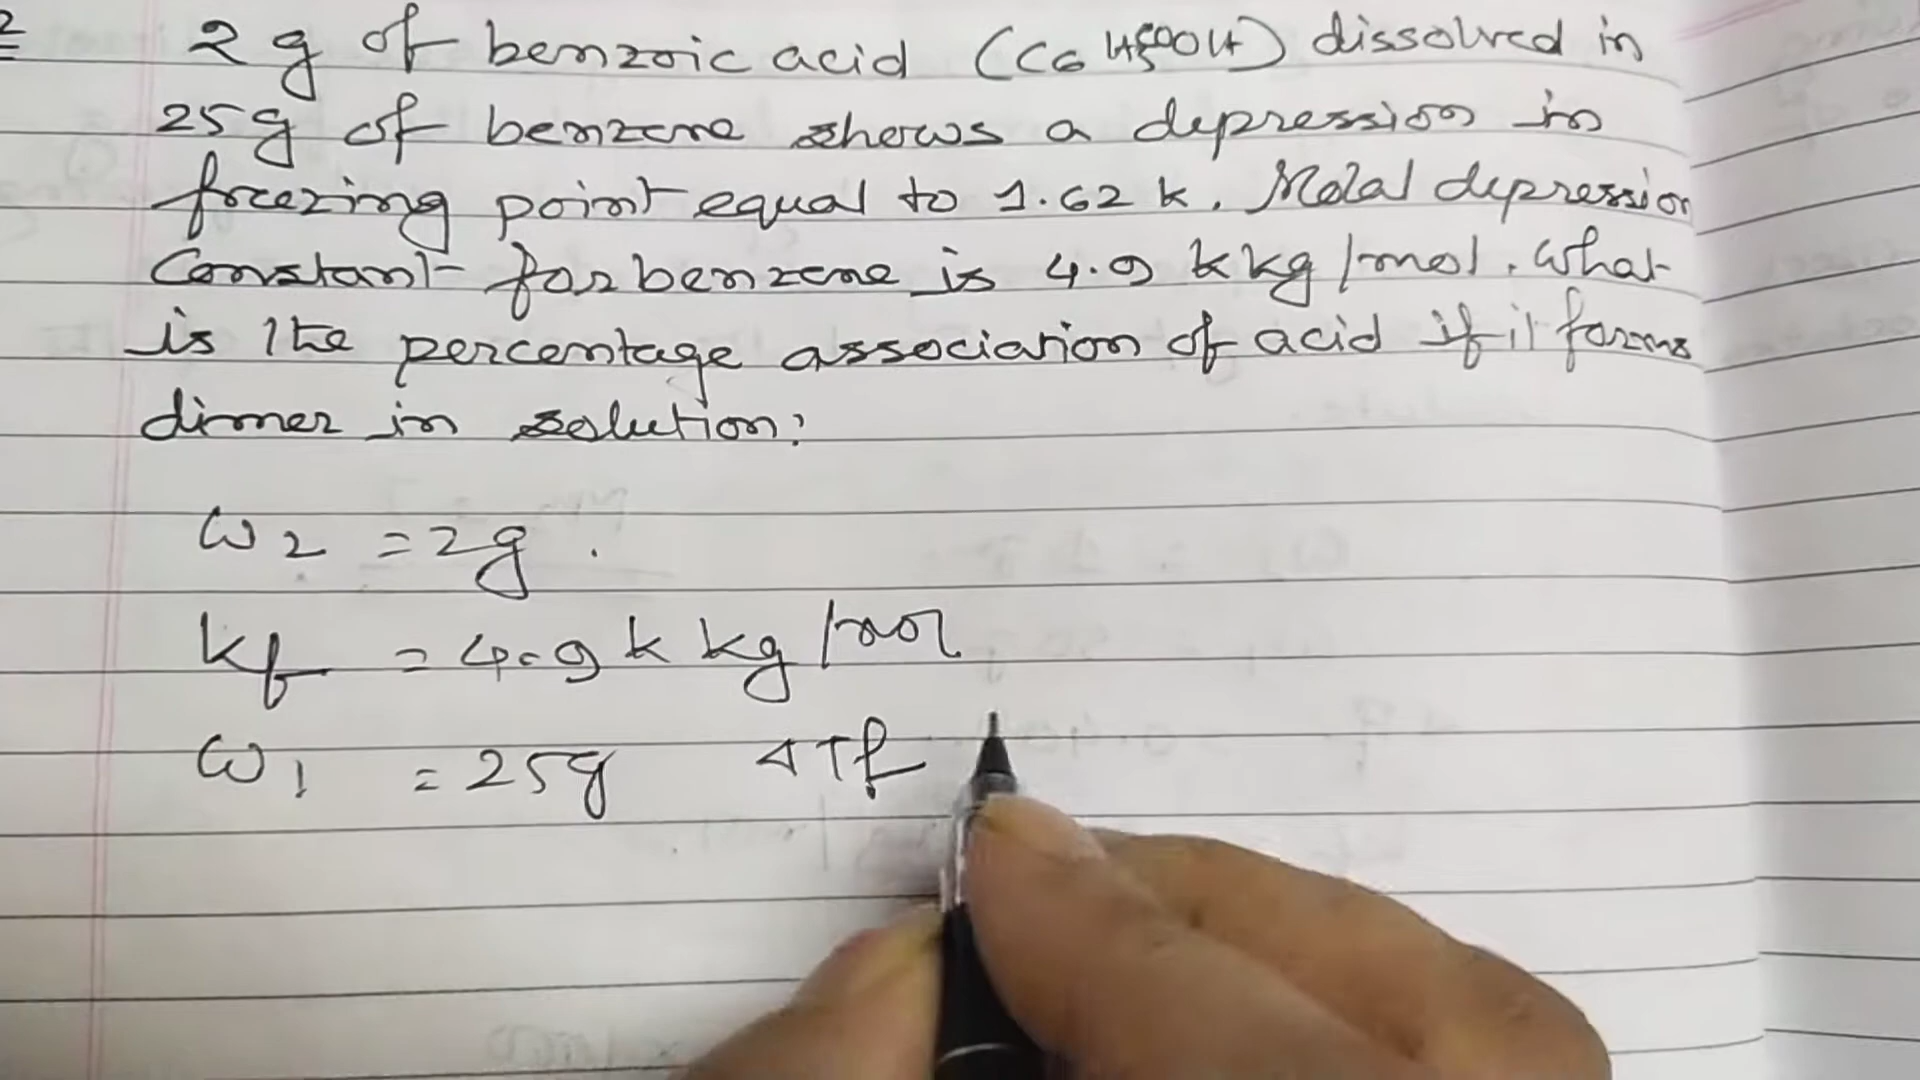 2
2 g of benzoic acid (C6H5COOH) dissolved in
25g of benzene shows a depression in
freezing point equal to 1.62 K. Molal depression
Constant for benzene is 4.9 K kg/mol. What
is the percentage association of acid if it forms
dimer in solution?
w2 = 2g.
kf = 4.9 k kg/mol
w1 = 25g ΔTf